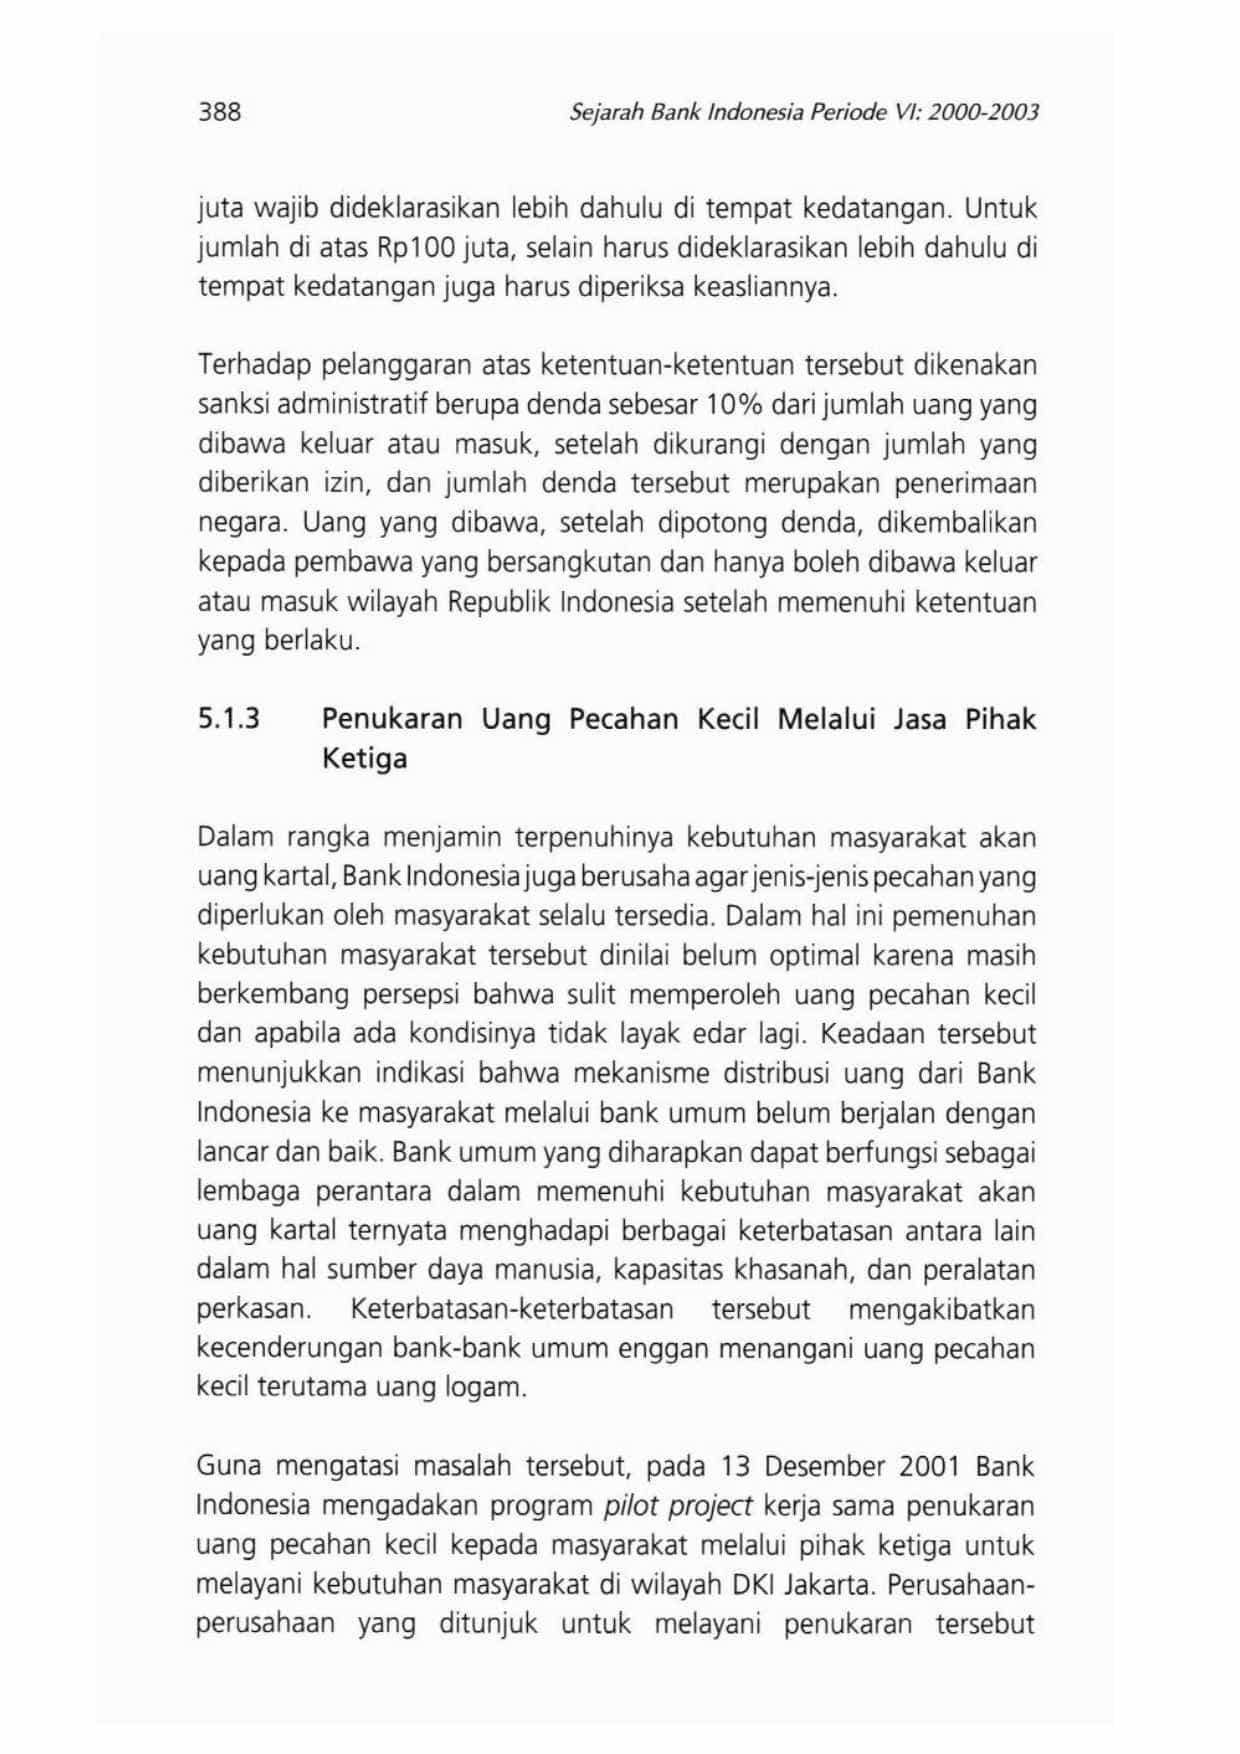 388
Sejarah Bank Indonesia Periode VI: 2000-2003
juta wajib dideklarasikan lebih dahulu di tempat kedatangan. Untuk
jumlah di atas Rp100 juta, selain harus dideklarasikan lebih dahulu di
tempat kedatangan juga harus diperiksa keasliannya.
Terhadap pelanggaran atas ketentuan-ketentuan tersebut dikenakan
sanksi administratif berupa denda sebesar 10% dari jumlah uang yang
dibawa keluar atau masuk, setelah dikurangi dengan jumlah yang
diberikan izin, dan jumlah denda tersebut merupakan penerimaan
negara. Uang yang dibawa, setelah dipotong denda, dikembalikan
kepada pembawa yang bersangkutan dan hanya boleh dibawa keluar
atau masuk wilayah Republik Indonesia setelah memenuhi ketentuan
yang berlaku.
5.1.3 Penukaran Uang Pecahan Kecil Melalui Jasa Pihak
Ketiga
Dalam rangka menjamin terpenuhinya kebutuhan masyarakat akan
uang kartal, Bank Indonesia juga berusaha agar jenis-jenis pecahan yang
diperlukan oleh masyarakat selalu tersedia. Dalam hal ini pemenuhan
kebutuhan masyarakat tersebut dinilai belum optimal karena masih
berkembang persepsi bahwa sulit memperoleh uang pecahan kecil
dan apabila ada kondisinya tidak layak edar lagi. Keadaan tersebut
menunjukkan indikasi bahwa mekanisme distribusi uang dari Bank
Indonesia ke masyarakat melalui bank umum belum berjalan dengan
lancar dan baik. Bank umum yang diharapkan dapat berfungsi sebagai
lembaga perantara dalam memenuhi kebutuhan masyarakat akan
uang kartal ternyata menghadapi berbagai keterbatasan antara lain
dalam hal sumber daya manusia, kapasitas khasanah, dan peralatan
perkasan. Keterbatasan-keterbatasan tersebut mengakibatkan
kecenderungan bank-bank umum enggan menangani uang pecahan
kecil terutama uang logam.
Guna mengatasi masalah tersebut, pada 13 Desember 2001 Bank
Indonesia mengadakan program pilot project kerja sama penukaran
uang pecahan kecil kepada masyarakat melalui pihak ketiga untuk
melayani kebutuhan masyarakat di wilayah DKI Jakarta. Perusahaan-
perusahaan yang ditunjuk untuk melayani penukaran tersebut